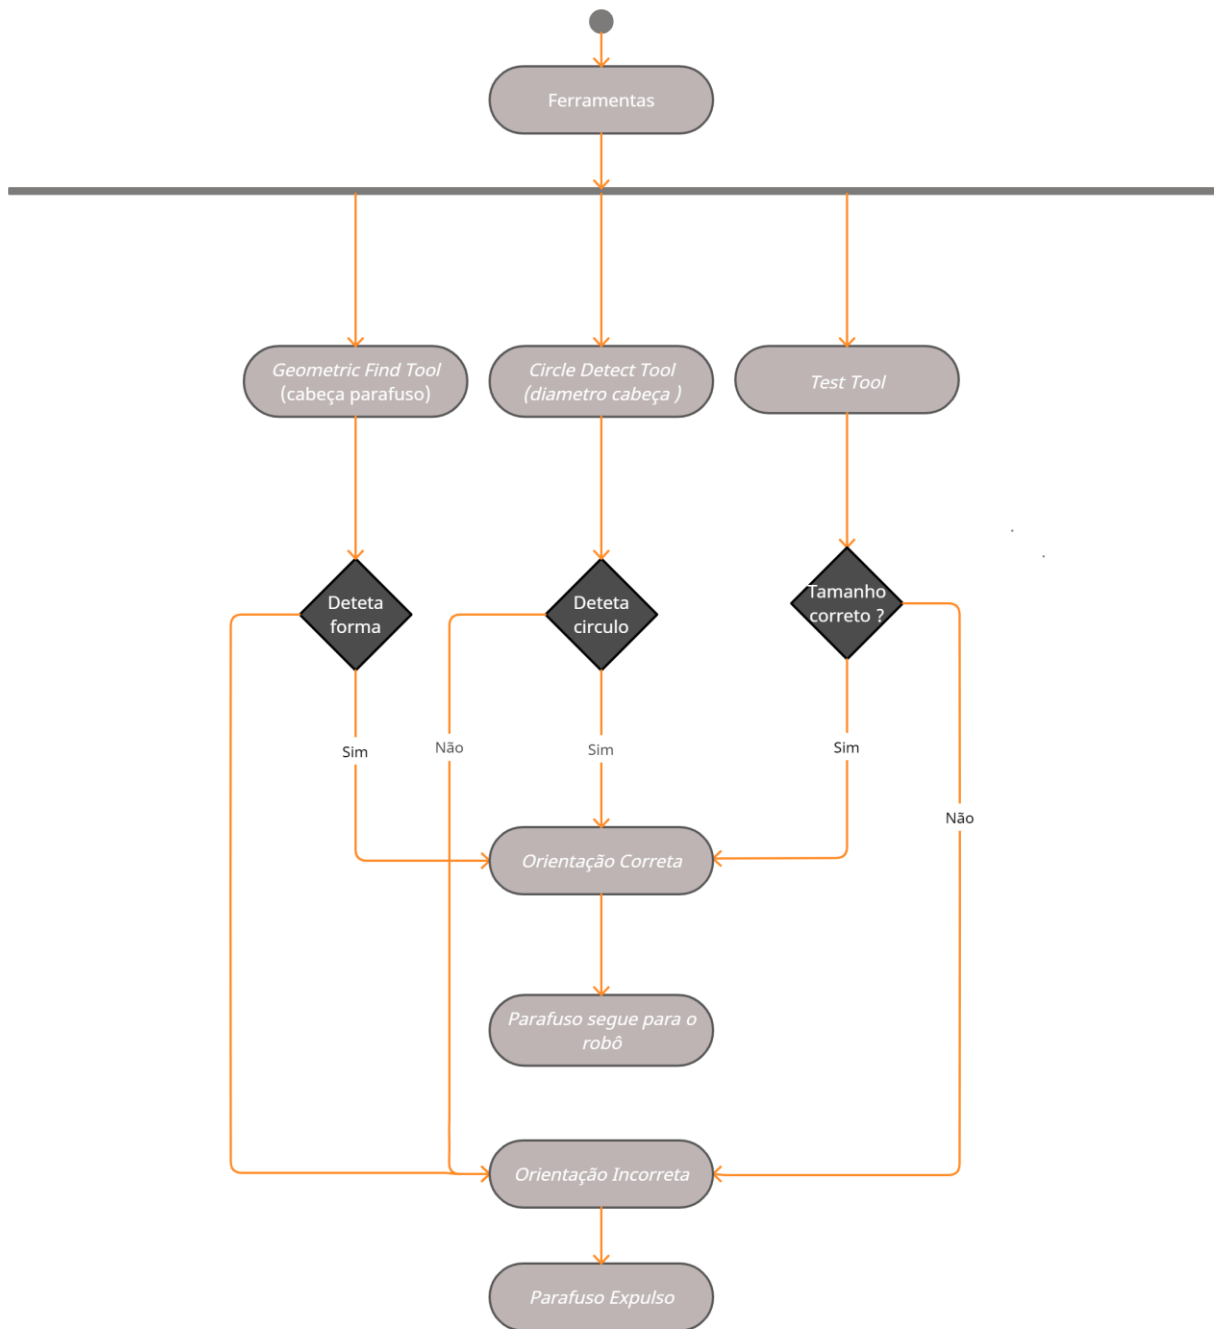 Ferramentas
Geometric Find Tool
(cabeça parafuso)
Circle Detect Tool
(diametro cabeça )
Test Tool
Deteta
forma
Deteta
circulo
Tamanho
correto ?
Sim
Não
Sim
Sim
Não
Orientação Correta
Parafuso segue para o
robô
Orientação Incorreta
Parafuso Expulso